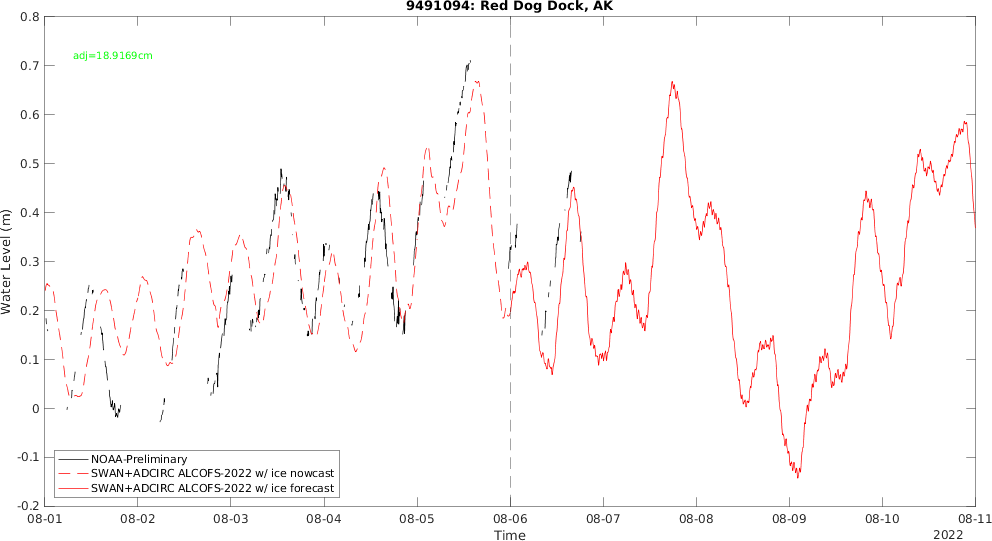 9491094: Red Dog Dock, AK
adj=18.9169cm
Water Level (m)
0.8
0.7
0.6
0.5
0.4
0.3
0.2
0.1
0
-0.1
-0.2
NOAA-Preliminary
SWAN+ADCIRC ALCOFS-2022 w/ ice nowcast
SWAN+ADCIRC ALCOFS-2022 w/ ice forecast
08-01 08-02 08-03 08-04 08-05 08-06 08-07 08-08 08-09 08-10 08-11
Time
2022